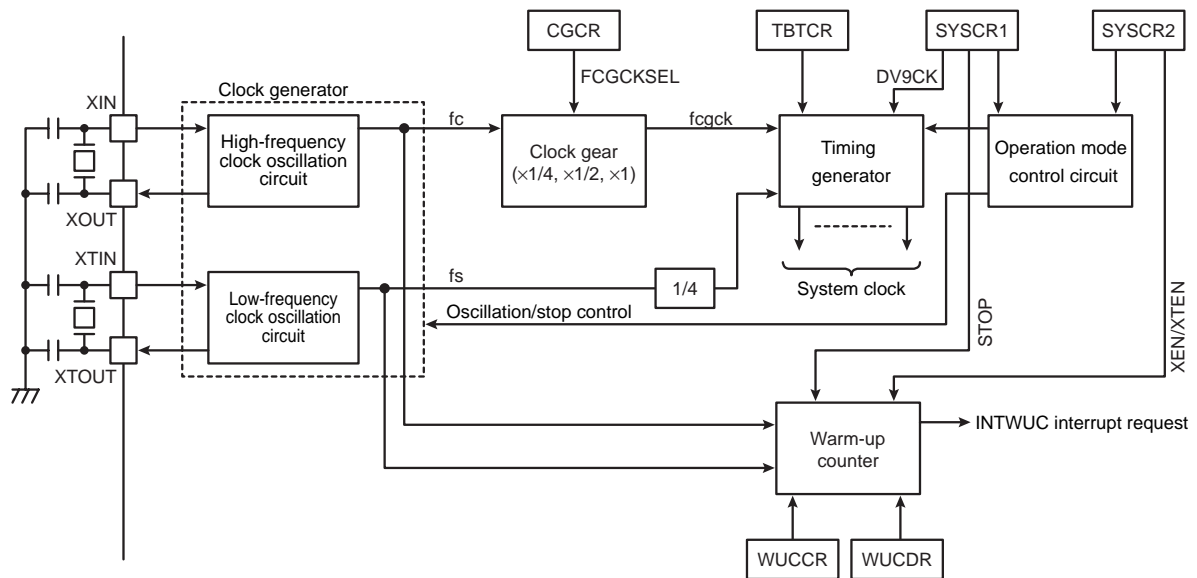 CGCR
TBTCR
SYSCR1
SYSCR2
FCGCKSEL
DV9CK
Clock generator
XIN
High-frequency
clock oscillation
circuit
fc
Clock gear
(×1/4, ×1/2, ×1)
fcgck
Timing
generator
Operation mode
control circuit
XOUT
XTIN
Low-frequency
clock oscillation
circuit
fs
1/4
System clock
Oscillation/stop control
STOP
XEN/XTEN
XTOUT
Warm-up
counter
INTWUC interrupt request
WUCCR
WUCDR